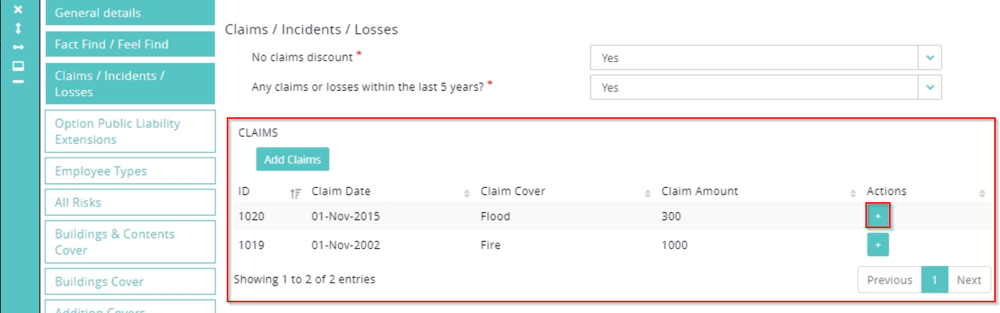 General details
Fact Find / Feel Find
Claims / Incidents /
Losses
Option Public Liability
Extensions
Employee Types
All Risks
Buildings & Contents
Cover
Buildings Cover
Addition Covers
Claims / Incidents / Losses
No claims discount *
Yes
Any claims or losses within the last 5 years? *
Yes
CLAIMS
Add Claims
ID Claim Date Claim Cover Claim Amount Actions
1020 01-Nov-2015 Flood 300 +
1019 01-Nov-2002 Fire 1000 +
Showing 1 to 2 of 2 entries
Previous 1 Next